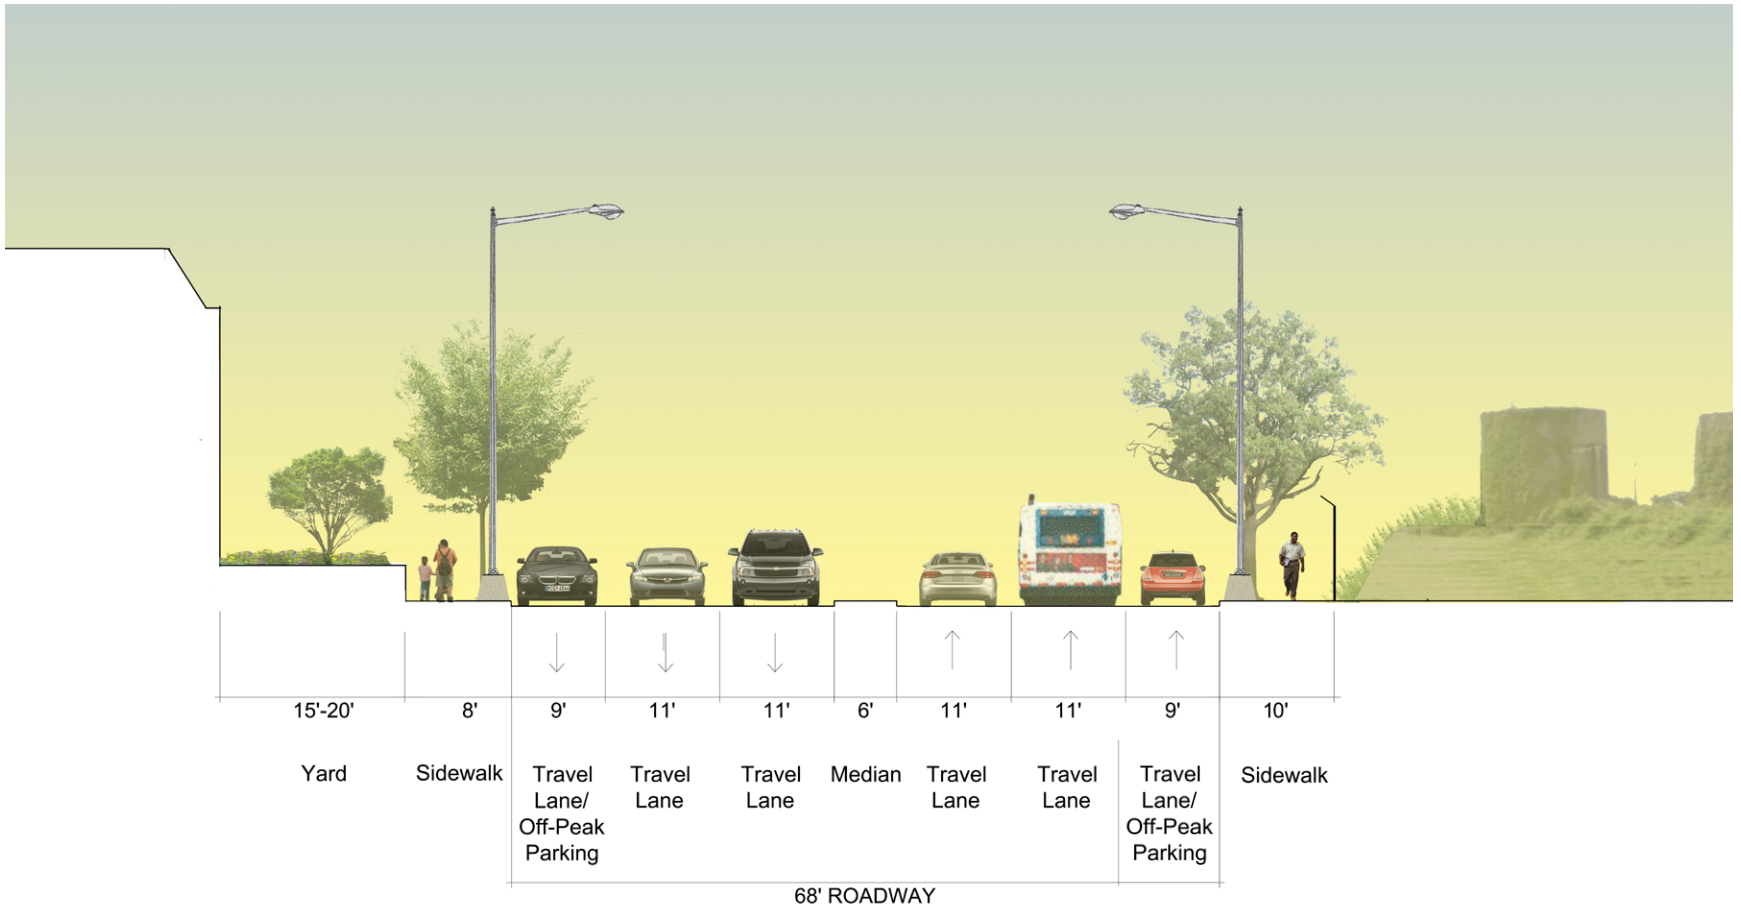 15'-20' 8' 9' 11' 11' 6' 11' 11' 9' 10'
Yard Sidewalk Travel Travel Travel Median Travel Travel Travel Sidewalk
Lane/ Lane Lane Lane Lane Lane/
Off-Peak Off-Peak
Parking Parking
68' ROADWAY